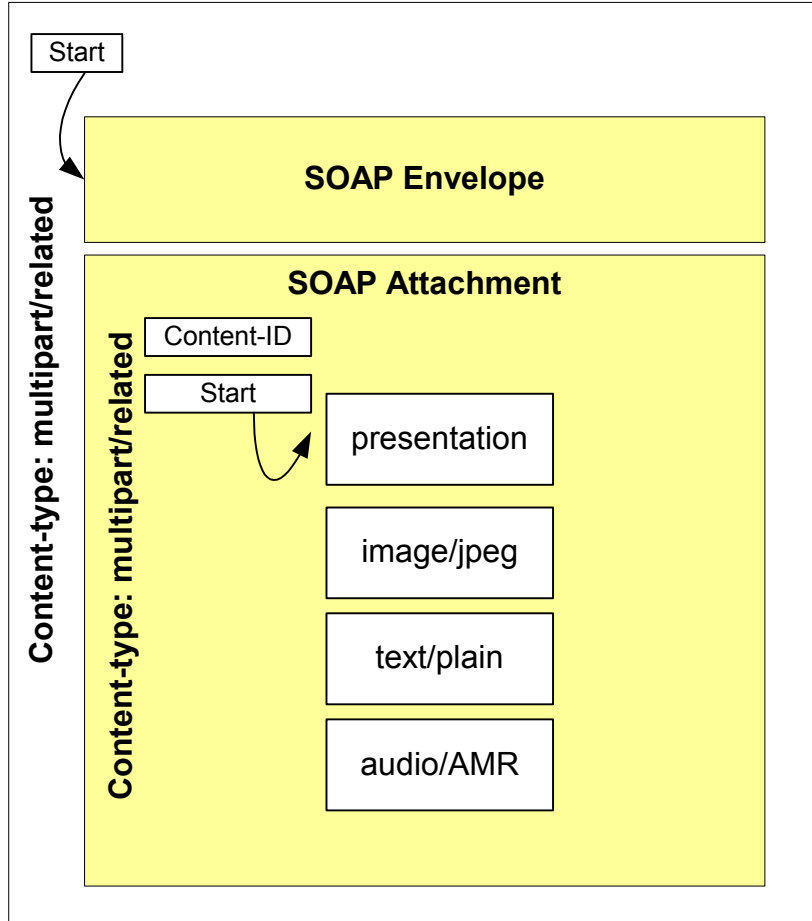 Start
Content-type: multipart/related
SOAP Envelope
SOAP Attachment
Content-type: multipart/related
Content-ID
Start
presentation
image/jpeg
text/plain
audio/AMR